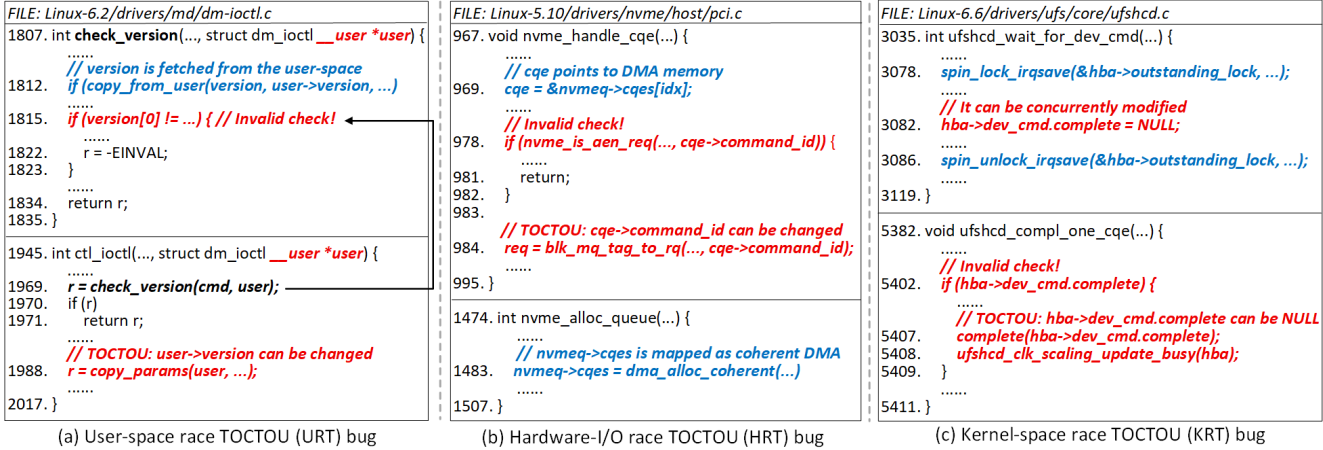 FILE: Linux-6.2/drivers/md/dm-ioctl.c
1807. int check_version(..., struct dm_ioctl __user *user) {
......
// version is fetched from the user-space
1812. if (copy_from_user(version, user->version, ...)
......
1815. if (version[0] != ...) { // Invalid check!
......
1822. r = -EINVAL;
1823. }
......
1834. return r;
1835. }
1945. int ctl_ioctl(..., struct dm_ioctl __user *user) {
......
1969. r = check_version(cmd, user);
1970. if (r)
1971. return r;
......
// TOCTOU: user->version can be changed
1988. r = copy_params(user, ...);
......
2017. }
(a) User-space race TOCTOU (URT) bug
FILE: Linux-5.10/drivers/nvme/host/pci.c
967. void nvme_handle_cqe(...) {
......
// cqe points to DMA memory
969. cqe = &nvmeq->cqes[idx];
......
// Invalid check!
978. if (nvme_is_aen_req(..., cqe->command_id)) {
......
981. return;
982. }
983.
// TOCTOU: cqe->command_id can be changed
984. req = blk_mq_tag_to_rq(..., cqe->command_id);
......
995. }
1474. int nvme_alloc_queue(...) {
......
// nvmeq->cqes is mapped as coherent DMA
1483. nvmeq->cqes = dma_alloc_coherent(...)
......
1507. }
(b) Hardware-I/O race TOCTOU (HRT) bug
FILE: Linux-6.6/drivers/ufs/core/ufshcd.c
3035. int ufshcd_wait_for_dev_cmd(...) {
......
3078. spin_lock_irqsave(&hba->outstanding_lock, ...);
......
// It can be concurrently modified
3082. hba->dev_cmd.complete = NULL;
......
3086. spin_unlock_irqsave(&hba->outstanding_lock, ...);
......
3119. }
5382. void ufshcd_compl_one_cqe(...) {
......
// Invalid check!
5402. if (hba->dev_cmd.complete) {
......
// TOCTOU: hba->dev_cmd.complete can be NULL
5407. complete(hba->dev_cmd.complete);
5408. ufshcd_clk_scaling_update_busy(hba);
5409. }
......
5411. }
(c) Kernel-space race TOCTOU (KRT) bug